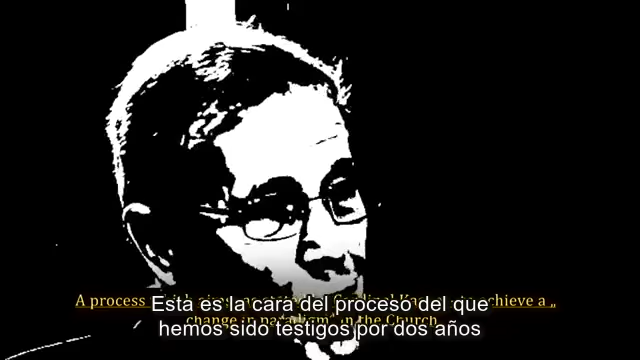 A process
chieve a „
Esta es la cara del proceso del que
change in paradigm" in the Church
hemos sido testigos por dos años